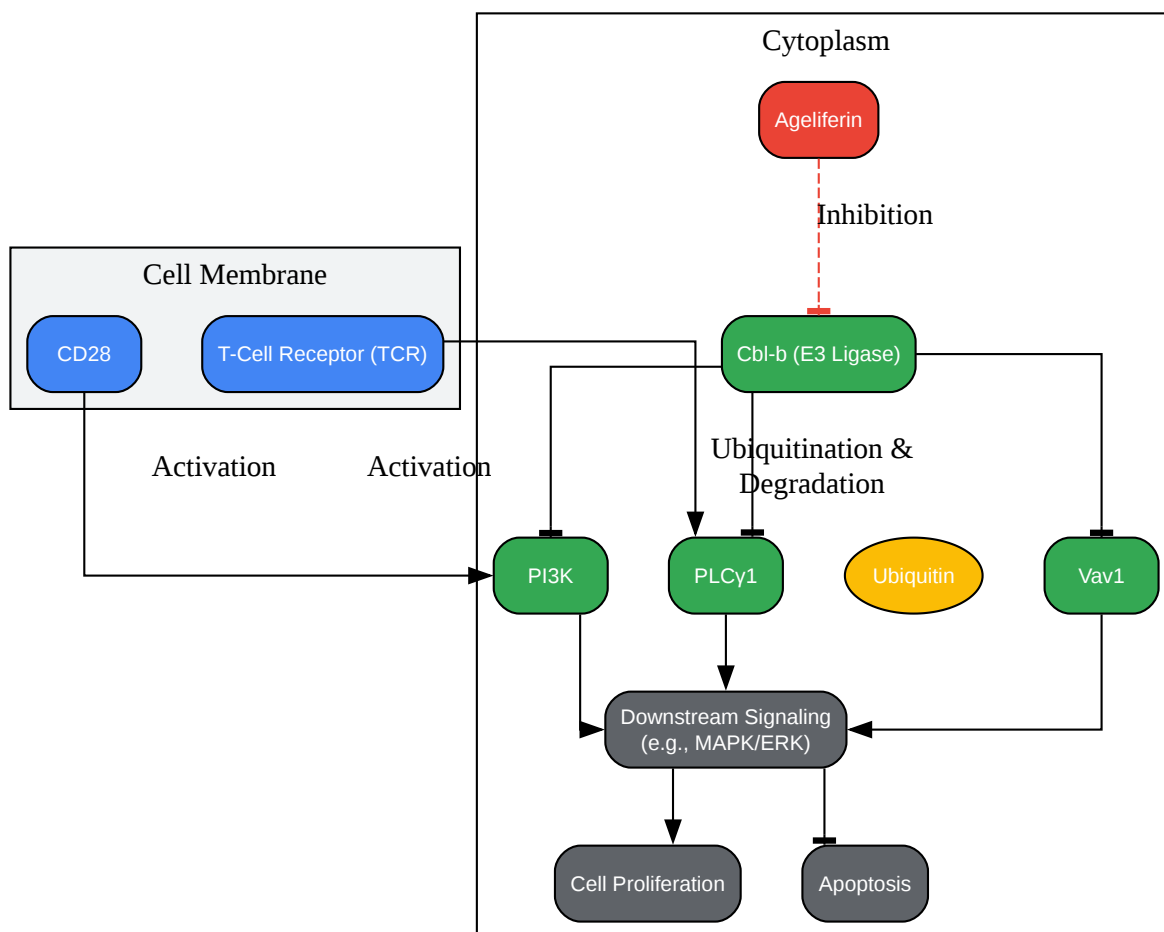 Cytoplasm
Ageliferin
Inhibition
Cell Membrane
CD28
T-Cell Receptor (TCR)
Cbl-b (E3 Ligase)
Activation
Activation
Ubiquitination &
Degradation
PI3K
PLCγ1
Ubiquitin
Vav1
Downstream Signaling
(e.g., MAPK/ERK)
Cell Proliferation
Apoptosis